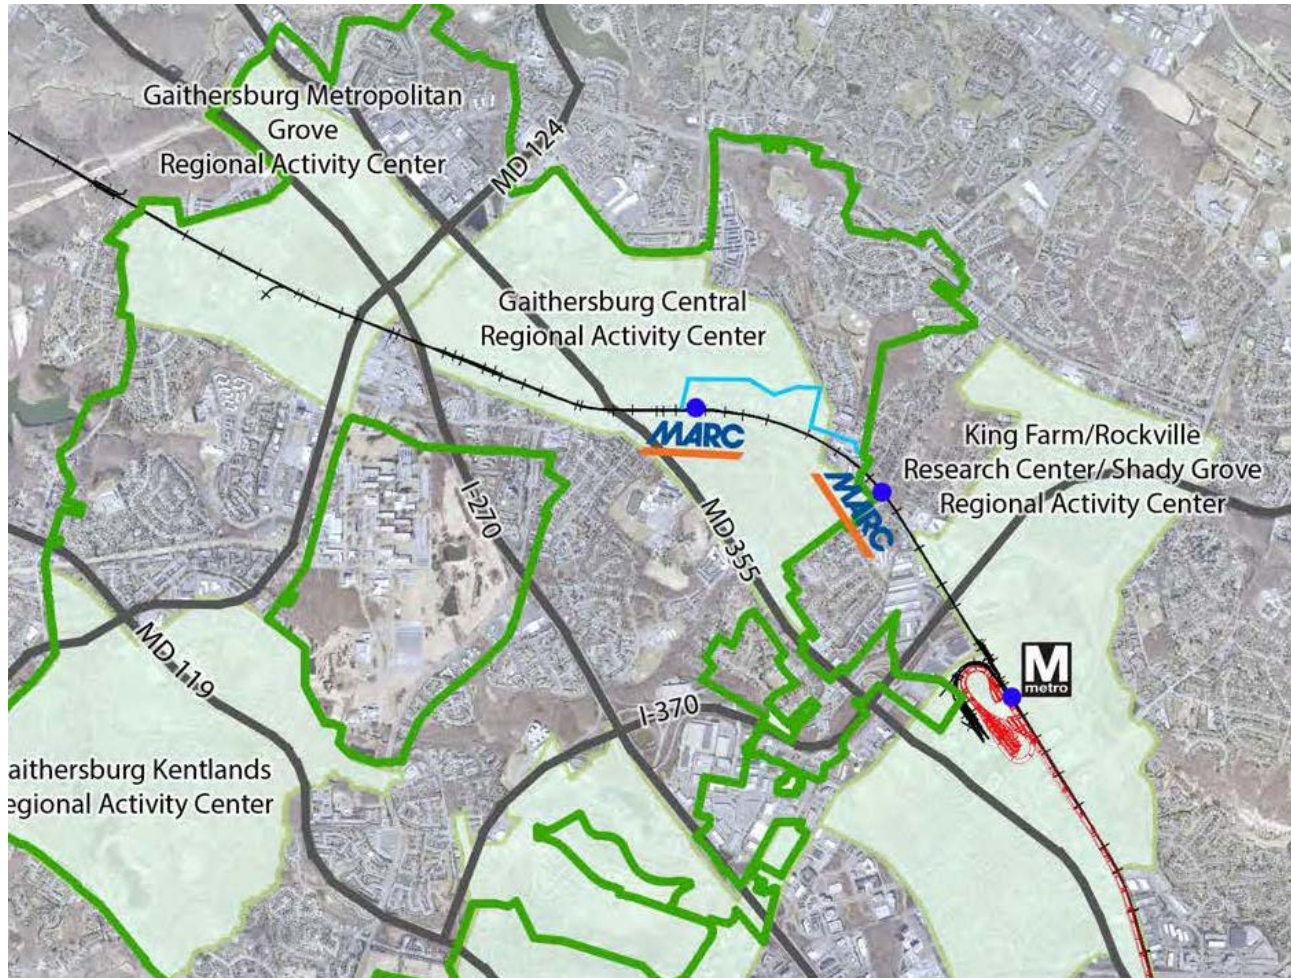 Gaithersburg Metropolitan
Grove
Regional Activity Center
MD 124
Gaithersburg Central
Regional Activity Center
MARC
MARC
King Farm/Rockville
Research Center/ Shady Grove
Regional Activity Center
I-270
MD 355
MD 119
I-370
M
metro
aithersburg Kentlands
egional Activity Center